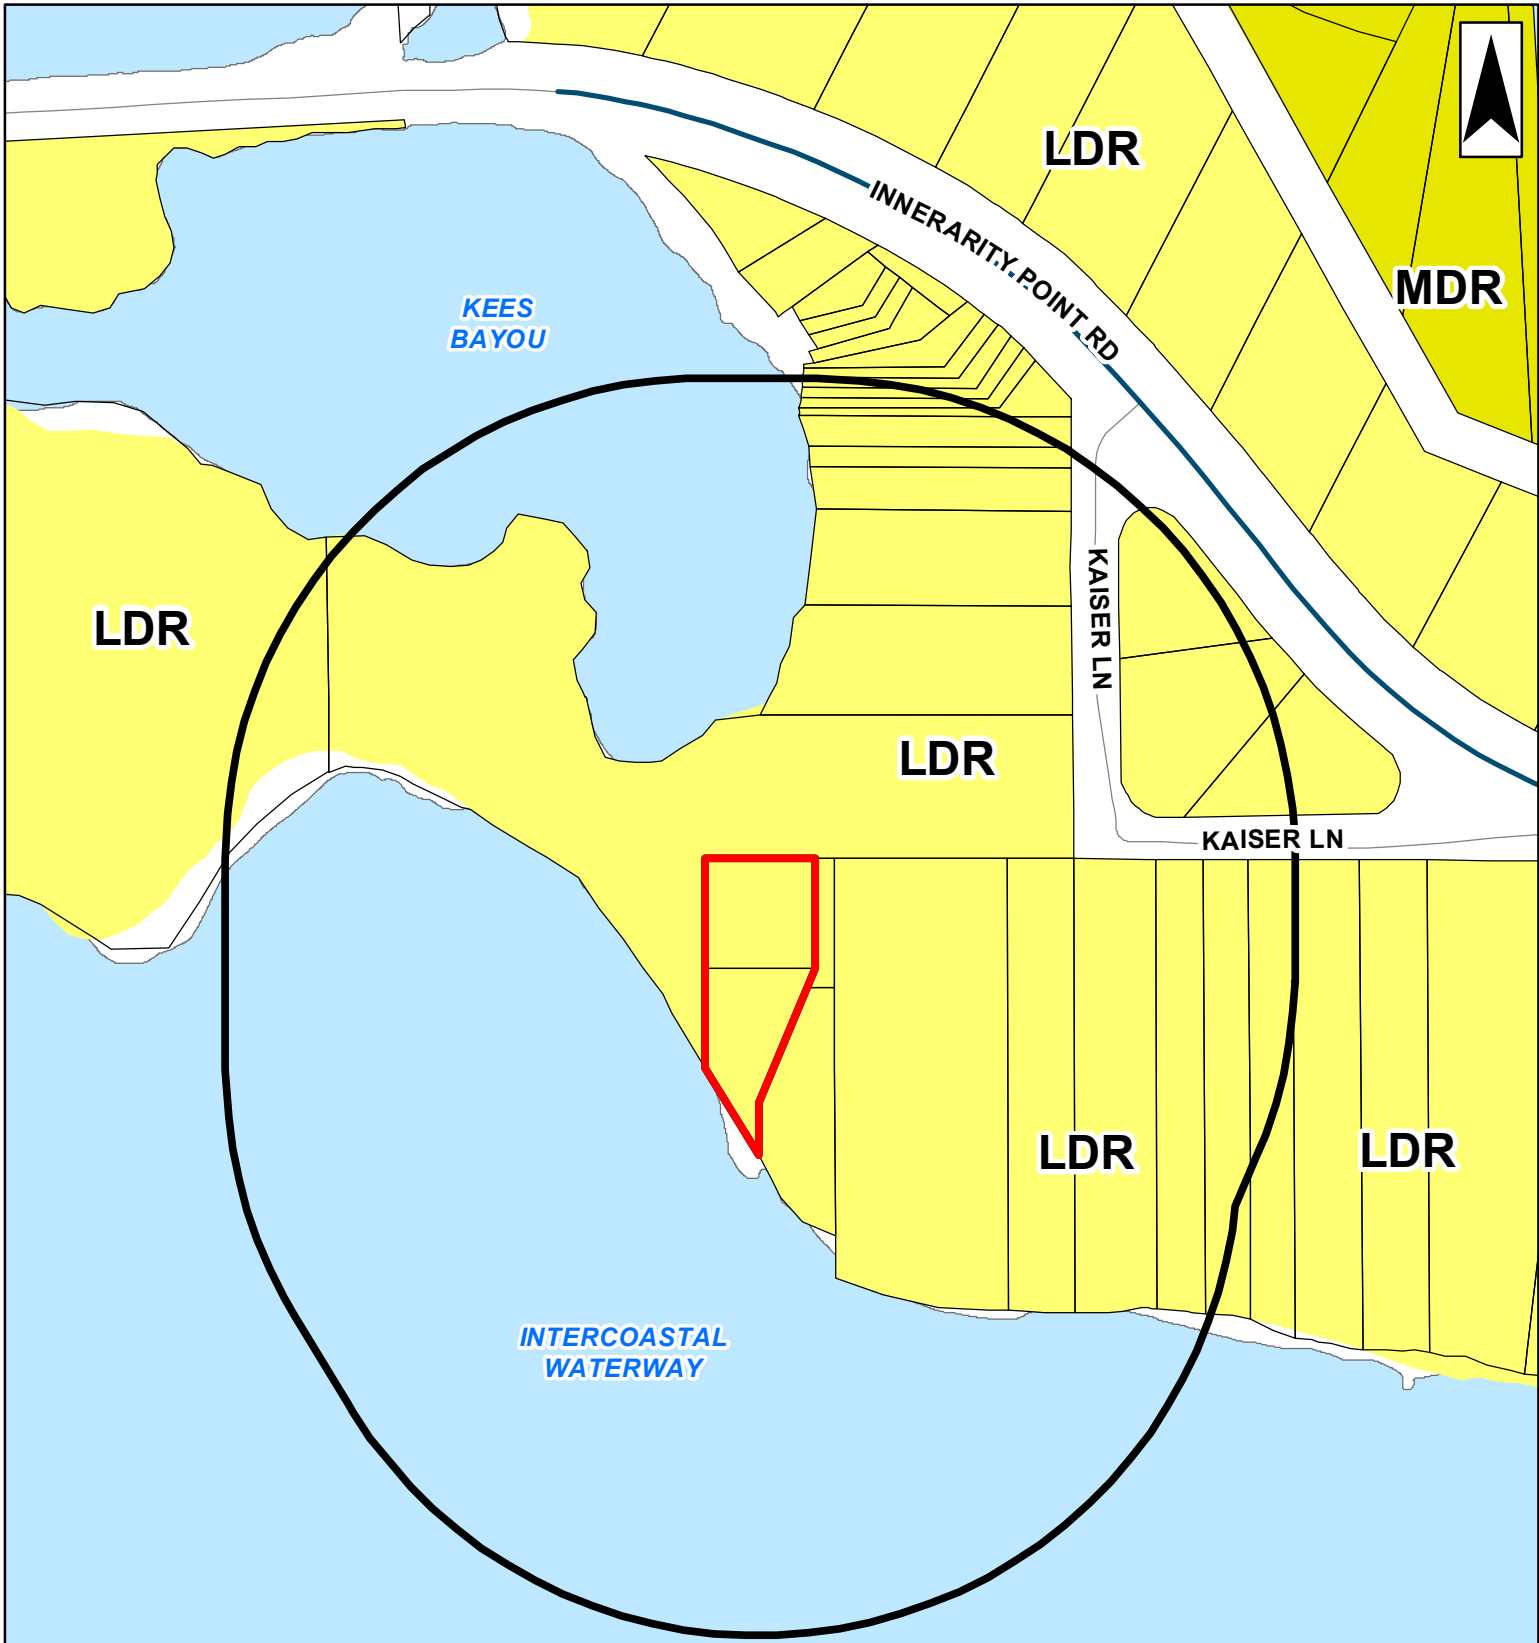 LDR
INNERARITY POINT RD
MDR
KEES
BAYOU
LDR
KAISER LN
LDR
KAISER LN
LDR
LDR
INTERCOASTAL
WATERWAY